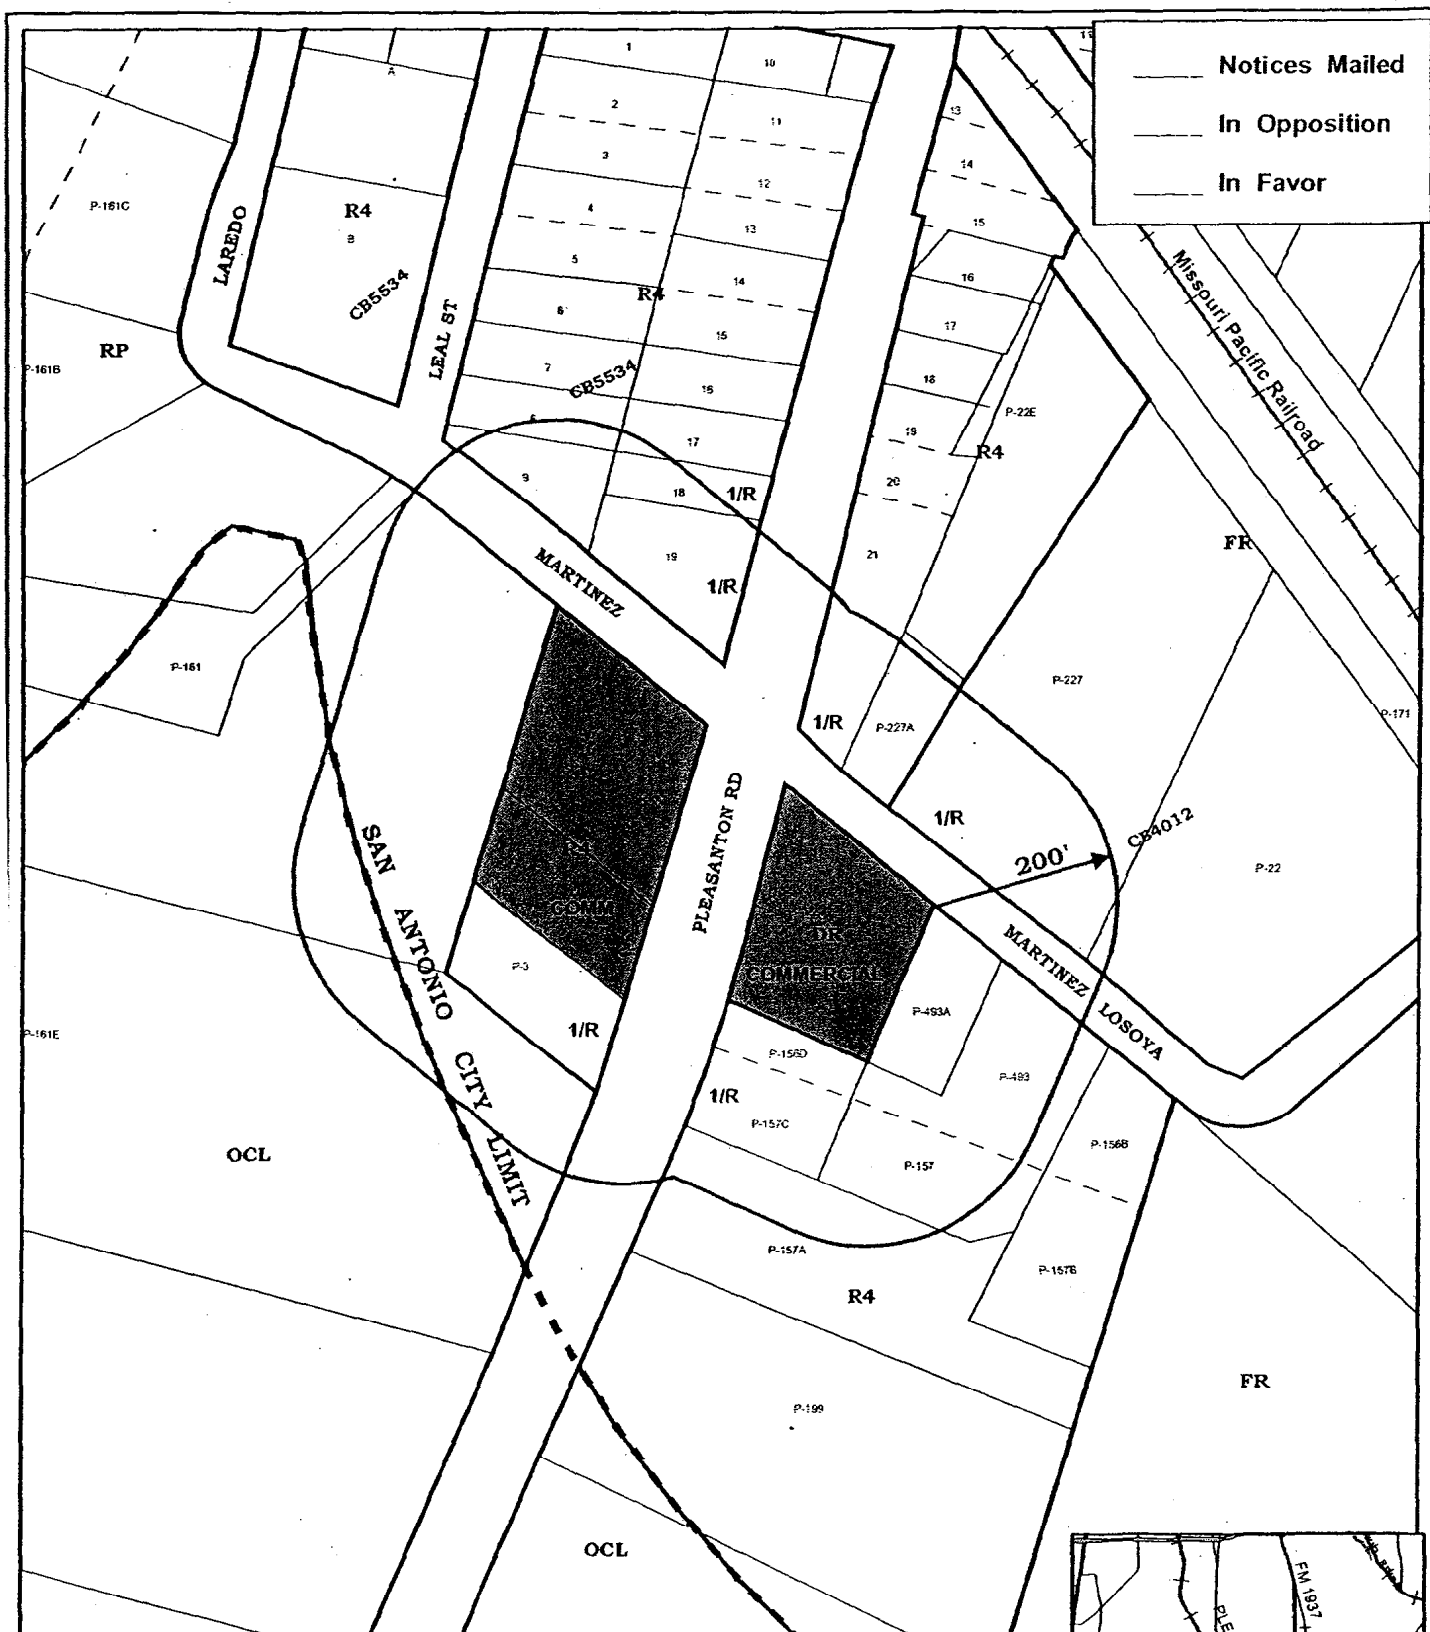 Notices Mailed
In Opposition
In Favor
1
10
A
2
11
13
3
12
14
P-161C
R4
B
4
13
15
LAREDO
CB5534
5
14
16
R4
Missouri Pacific Railroad
6
15
17
LEAL ST
RP
P-161B
7
CB5534
16
18
P-22E
17
19
R4
9
18
1/R
20
FR
19
21
MARTINEZ
1/R
P-161
P-227
1/R
P-227A
P-171
PLEASANTON RD
1/R
CB4012
SAN ANTONIO CITY LIMIT
200'
P-22
COMM
DR
COMMERCIAL
MARTINEZ LOSOYA
P-3
P-493A
1/R
P-161E
P-156D
P-493
1/R
P-157C
P-157
P-156B
OCL
P-157A
P-157B
R4
FR
P-199
OCL
FM 1937
PLE